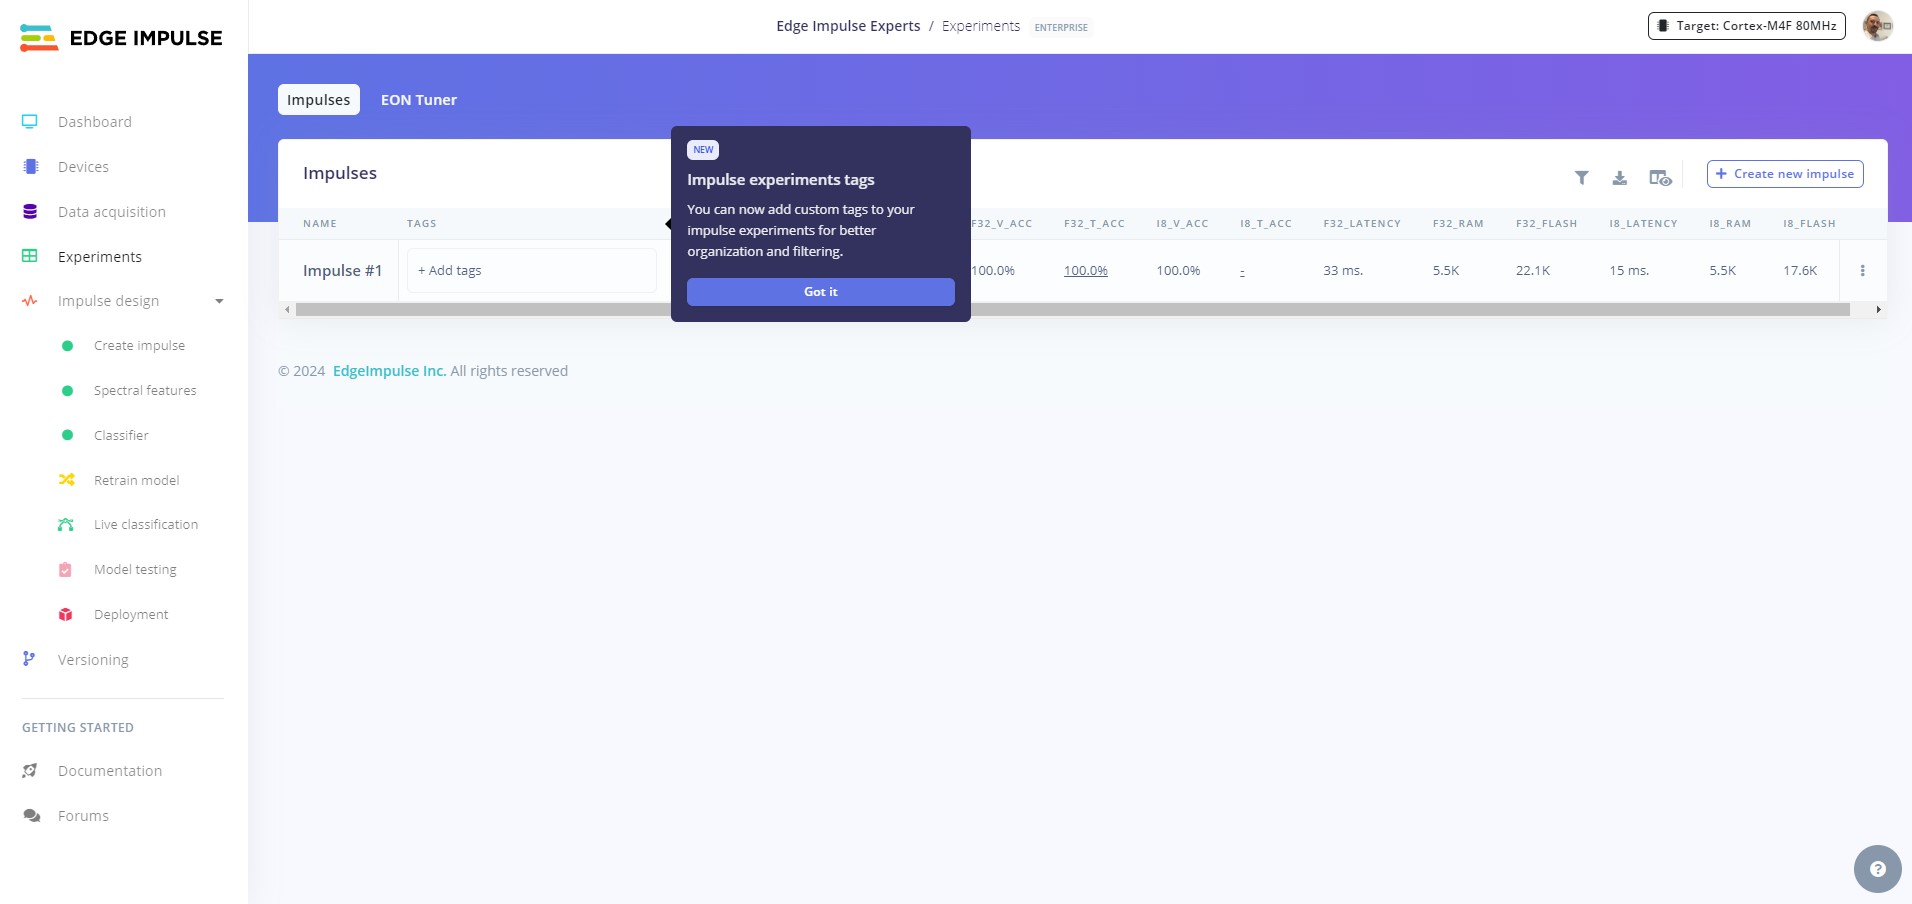 EDGE IMPULSE
Edge Impulse Experts / Experiments ENTERPRISE
Target: Cortex-M4F 80MHz
Dashboard
Devices
Data acquisition
Experiments
Impulse design
Create impulse
Spectral features
Classifier
Retrain model
Live classification
Model testing
Deployment
Versioning
GETTING STARTED
Documentation
Forums
Impulses EON Tuner
Impulses
+ Create new impulse
NAME TAGS F32_V_ACC F32_T_ACC I8_V_ACC I8_T_ACC F32_LATENCY F32_RAM F32_FLASH I8_LATENCY I8_RAM I8_FLASH
Impulse #1 + Add tags 100.0% 100.0% 100.0% - 33 ms. 5.5K 22.1K 15 ms. 5.5K 17.6K
NEW
Impulse experiments tags
You can now add custom tags to your
impulse experiments for better
organization and filtering.
Got it
© 2024 EdgeImpulse Inc. All rights reserved
?